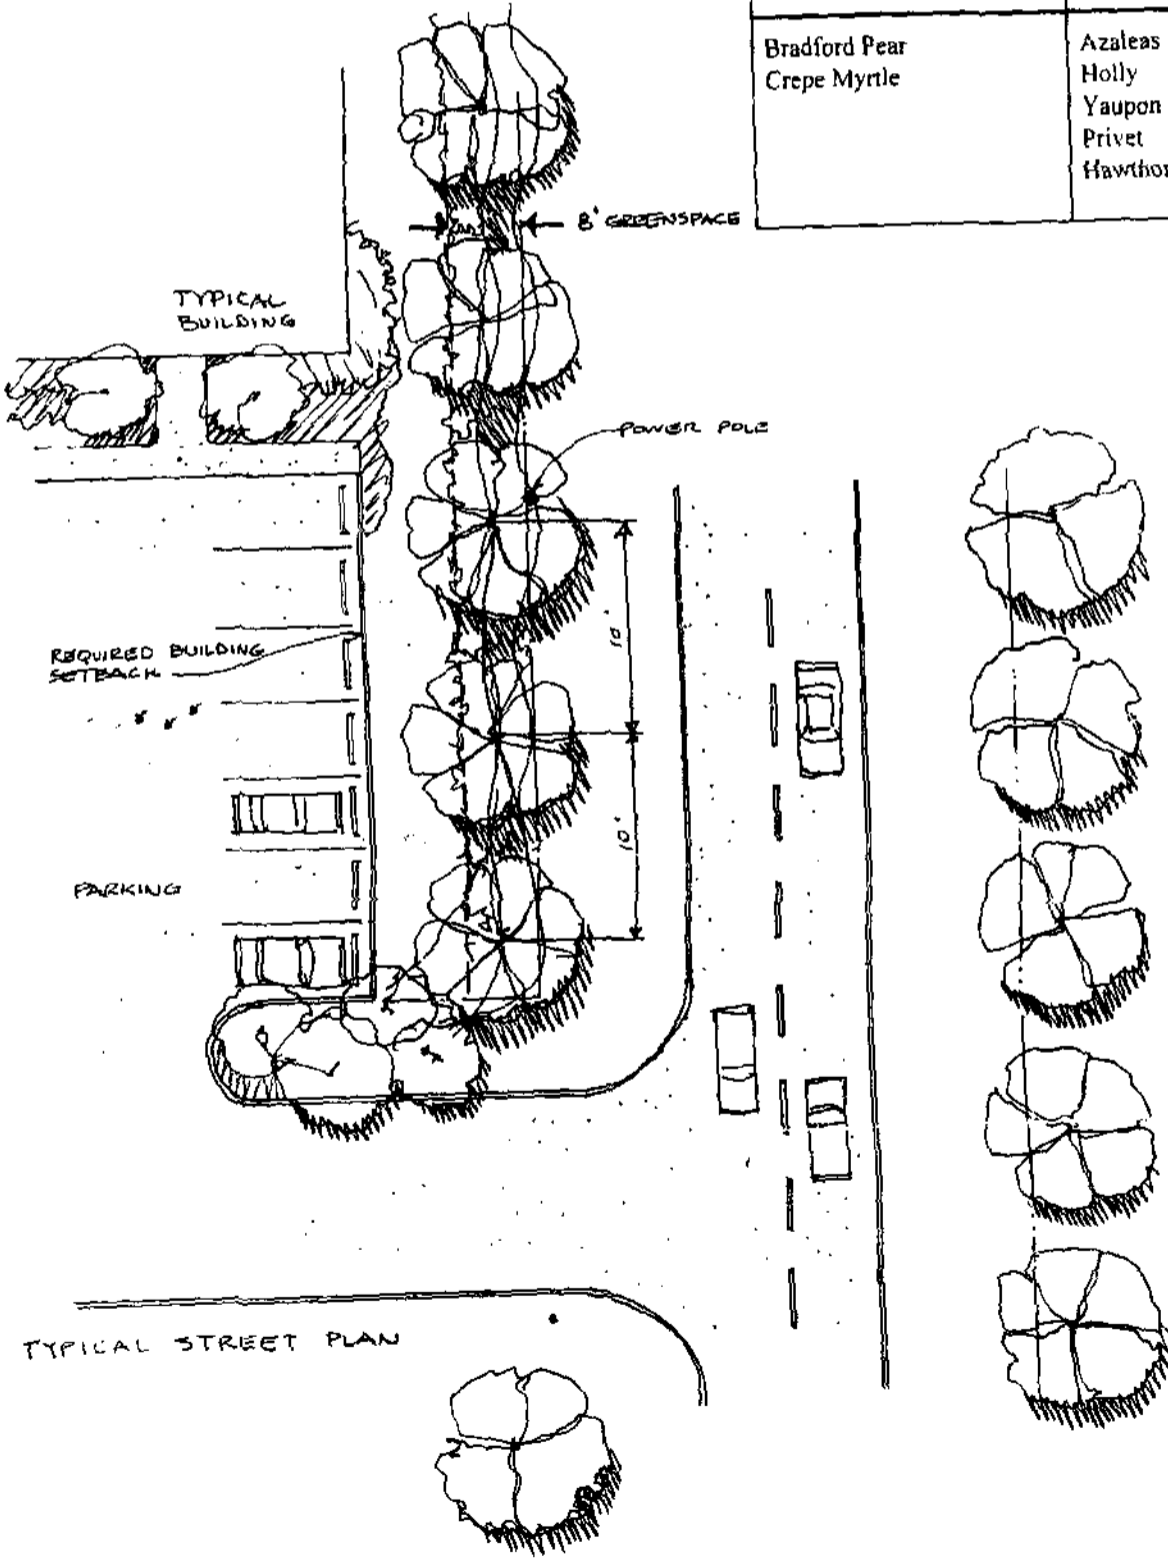 Bradford Pear
Crepe Myrtle
Azaleas
Holly
Yaupon
Privet
8' GREENSPACE
TYPICAL
BUILDING
POWER POLE
10'
REQUIRED BUILDING
SETBACK
10'
PARKING
TYPICAL STREET PLAN